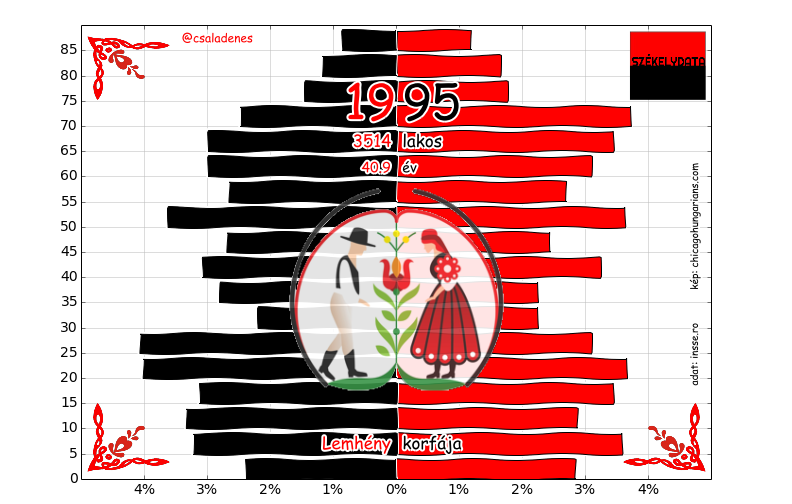 @csaladenes
SZÉKELYDATA
1995
3514 lakos
40.9 év
kép: chicagohungarians.com
adat: insse.ro
Lemhény korfája
85
80
75
70
65
60
55
50
45
40
35
30
25
20
15
10
5
0
4% 3% 2% 1% 0% 1% 2% 3% 4%